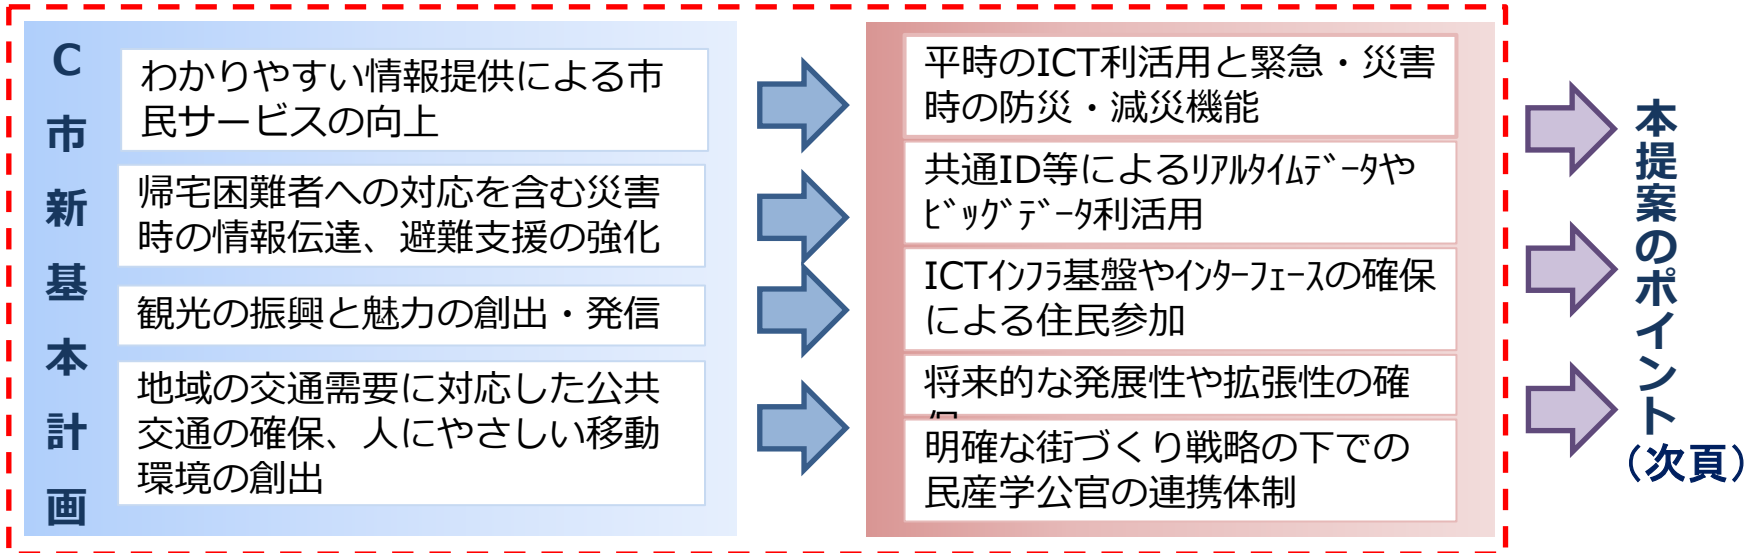 C市新基本計画
わかりやすい情報提供による市
民サービスの向上
帰宅困難者への対応を含む災害
時の情報伝達、避難支援の強化
観光の振興と魅力の創出・発信
地域の交通需要に対応した公共
交通の確保、人にやさしい移動
環境の創出
平時のICT利活用と緊急・災害
時の防災・減災機能
共通ID等によるﾘｱﾙﾀｲﾑﾃﾞｰﾀや
ﾋﾞｯｸﾞﾃﾞｰﾀ利活用
ICTｲﾝﾌﾗ基盤やｲﾝﾀｰﾌｪｰｽの確保
による住民参加
将来的な発展性や拡張性の確
明確な街づくり戦略の下での
民産学公官の連携体制
本提案のポイント
（次頁）